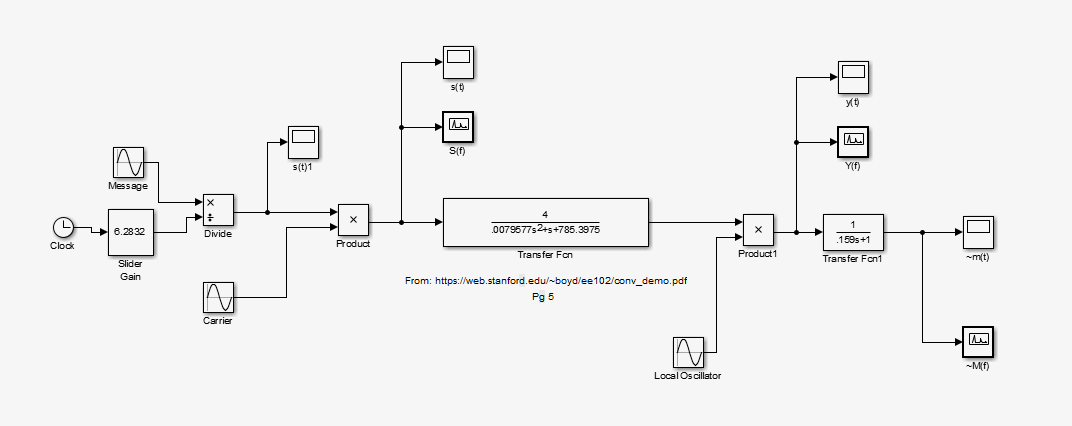 s(t)
S(f)
y(t)
Y(f)
s(t)1
Message
Clock
6.2832
Slider
Gain
×
÷
Divide
×
Product
Carrier
4
.0079577s2+s+785.3975
Transfer Fcn
From: https://web.stanford.edu/~boyd/ee102/conv_demo.pdf
Pg 5
×
Product1
1
.159s+1
Transfer Fcn1
~m(t)
Local Oscillator
~M(f)